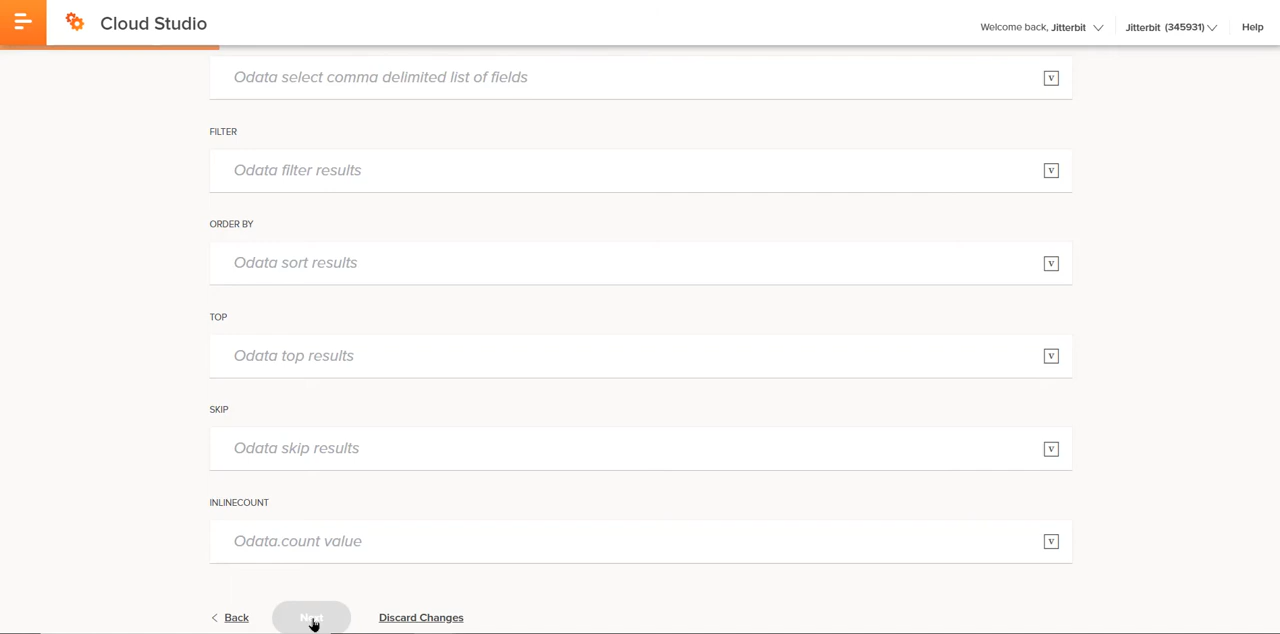 Cloud Studio
Welcome back, Jitterbit
Jitterbit (345931)
Help
Odata select comma delimited list of fields
V
FILTER
Odata filter results
V
ORDER BY
Odata sort results
V
TOP
Odata top results
V
SKIP
Odata skip results
V
INLINECOUNT
Odata.count value
V
Back
Next
Discard Changes